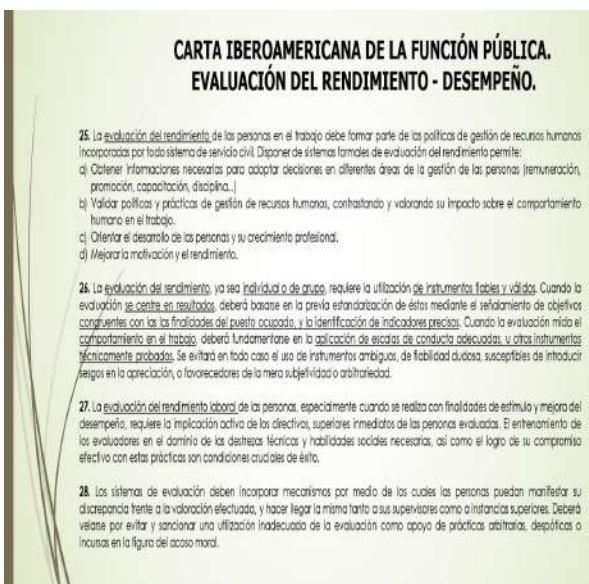 CARTA IBEROAMERICANA DE LA FUNCIÓN PÚBLICA.
EVALUACIÓN DEL RENDIMIENTO - DESEMPEÑO.
25. La evaluación del rendimiento de las personas en el trabajo debe formar parte de las políticas de gestión de recursos humanos
incorporadas por todo sistema de servicio civil. Disponer de sistemas formales de evaluación del rendimiento permite:
a) Obtener informaciones necesarias para adoptar decisiones en diferentes áreas de la gestión de las personas (remuneración,
promoción, capacitación, disciplina...)
b) Validar políticas y prácticas de gestión de recursos humanos, contrastando y valorando su impacto sobre el comportamiento
humano en el trabajo.
c) Orientar el desarrollo de las personas y su crecimiento profesional.
d) Mejorar la motivación y el rendimiento.
26. La evaluación del rendimiento, ya sea individual o de grupo, requiere la utilización de instrumentos fiables y válidos. Cuando la
evaluación se centre en resultados, deberá basarse en la previa estandarización de éstos mediante el señalamiento de objetivos
congruentes con las las finalidades del puesto ocupado, y la identificación de indicadores precisos. Cuando la evaluación mida el
comportamiento en el trabajo, deberá fundamentarse en la aplicación de escalas de conducta adecuadas, u otros instrumentos
técnicamente probados. Se evitará en todo caso el uso de instrumentos ambiguos, de fiabilidad dudosa, susceptibles de introducir
sesgos en la apreciación, o favorecedores de la mera subjetividad o arbitrariedad.
27. La evaluación del rendimiento laboral de las personas, especialmente cuando se realiza con finalidades de estímulo y mejora del
desempeño, requiere la implicación activa de los directivos, superiores inmediatos de las personas evaluadas. El entrenamiento de
los evaluadores en el dominio de las destrezas técnicas y habilidades sociales necesarias, así como el logro de su compromiso
efectivo con estas prácticas son condiciones cruciales de éxito.
28. Los sistemas de evaluación deben incorporar mecanismos por medio de los cuales las personas puedan manifestar su
discrepancia frente a la valoración efectuada, y hacer llegar la misma tanto a sus supervisores como a instancias superiores. Deberá
velarse por evitar y sancionar una utilización inadecuada de la evaluación como apoyo de prácticas arbitrarias, despóticas o
incursas en la figura del acoso moral.